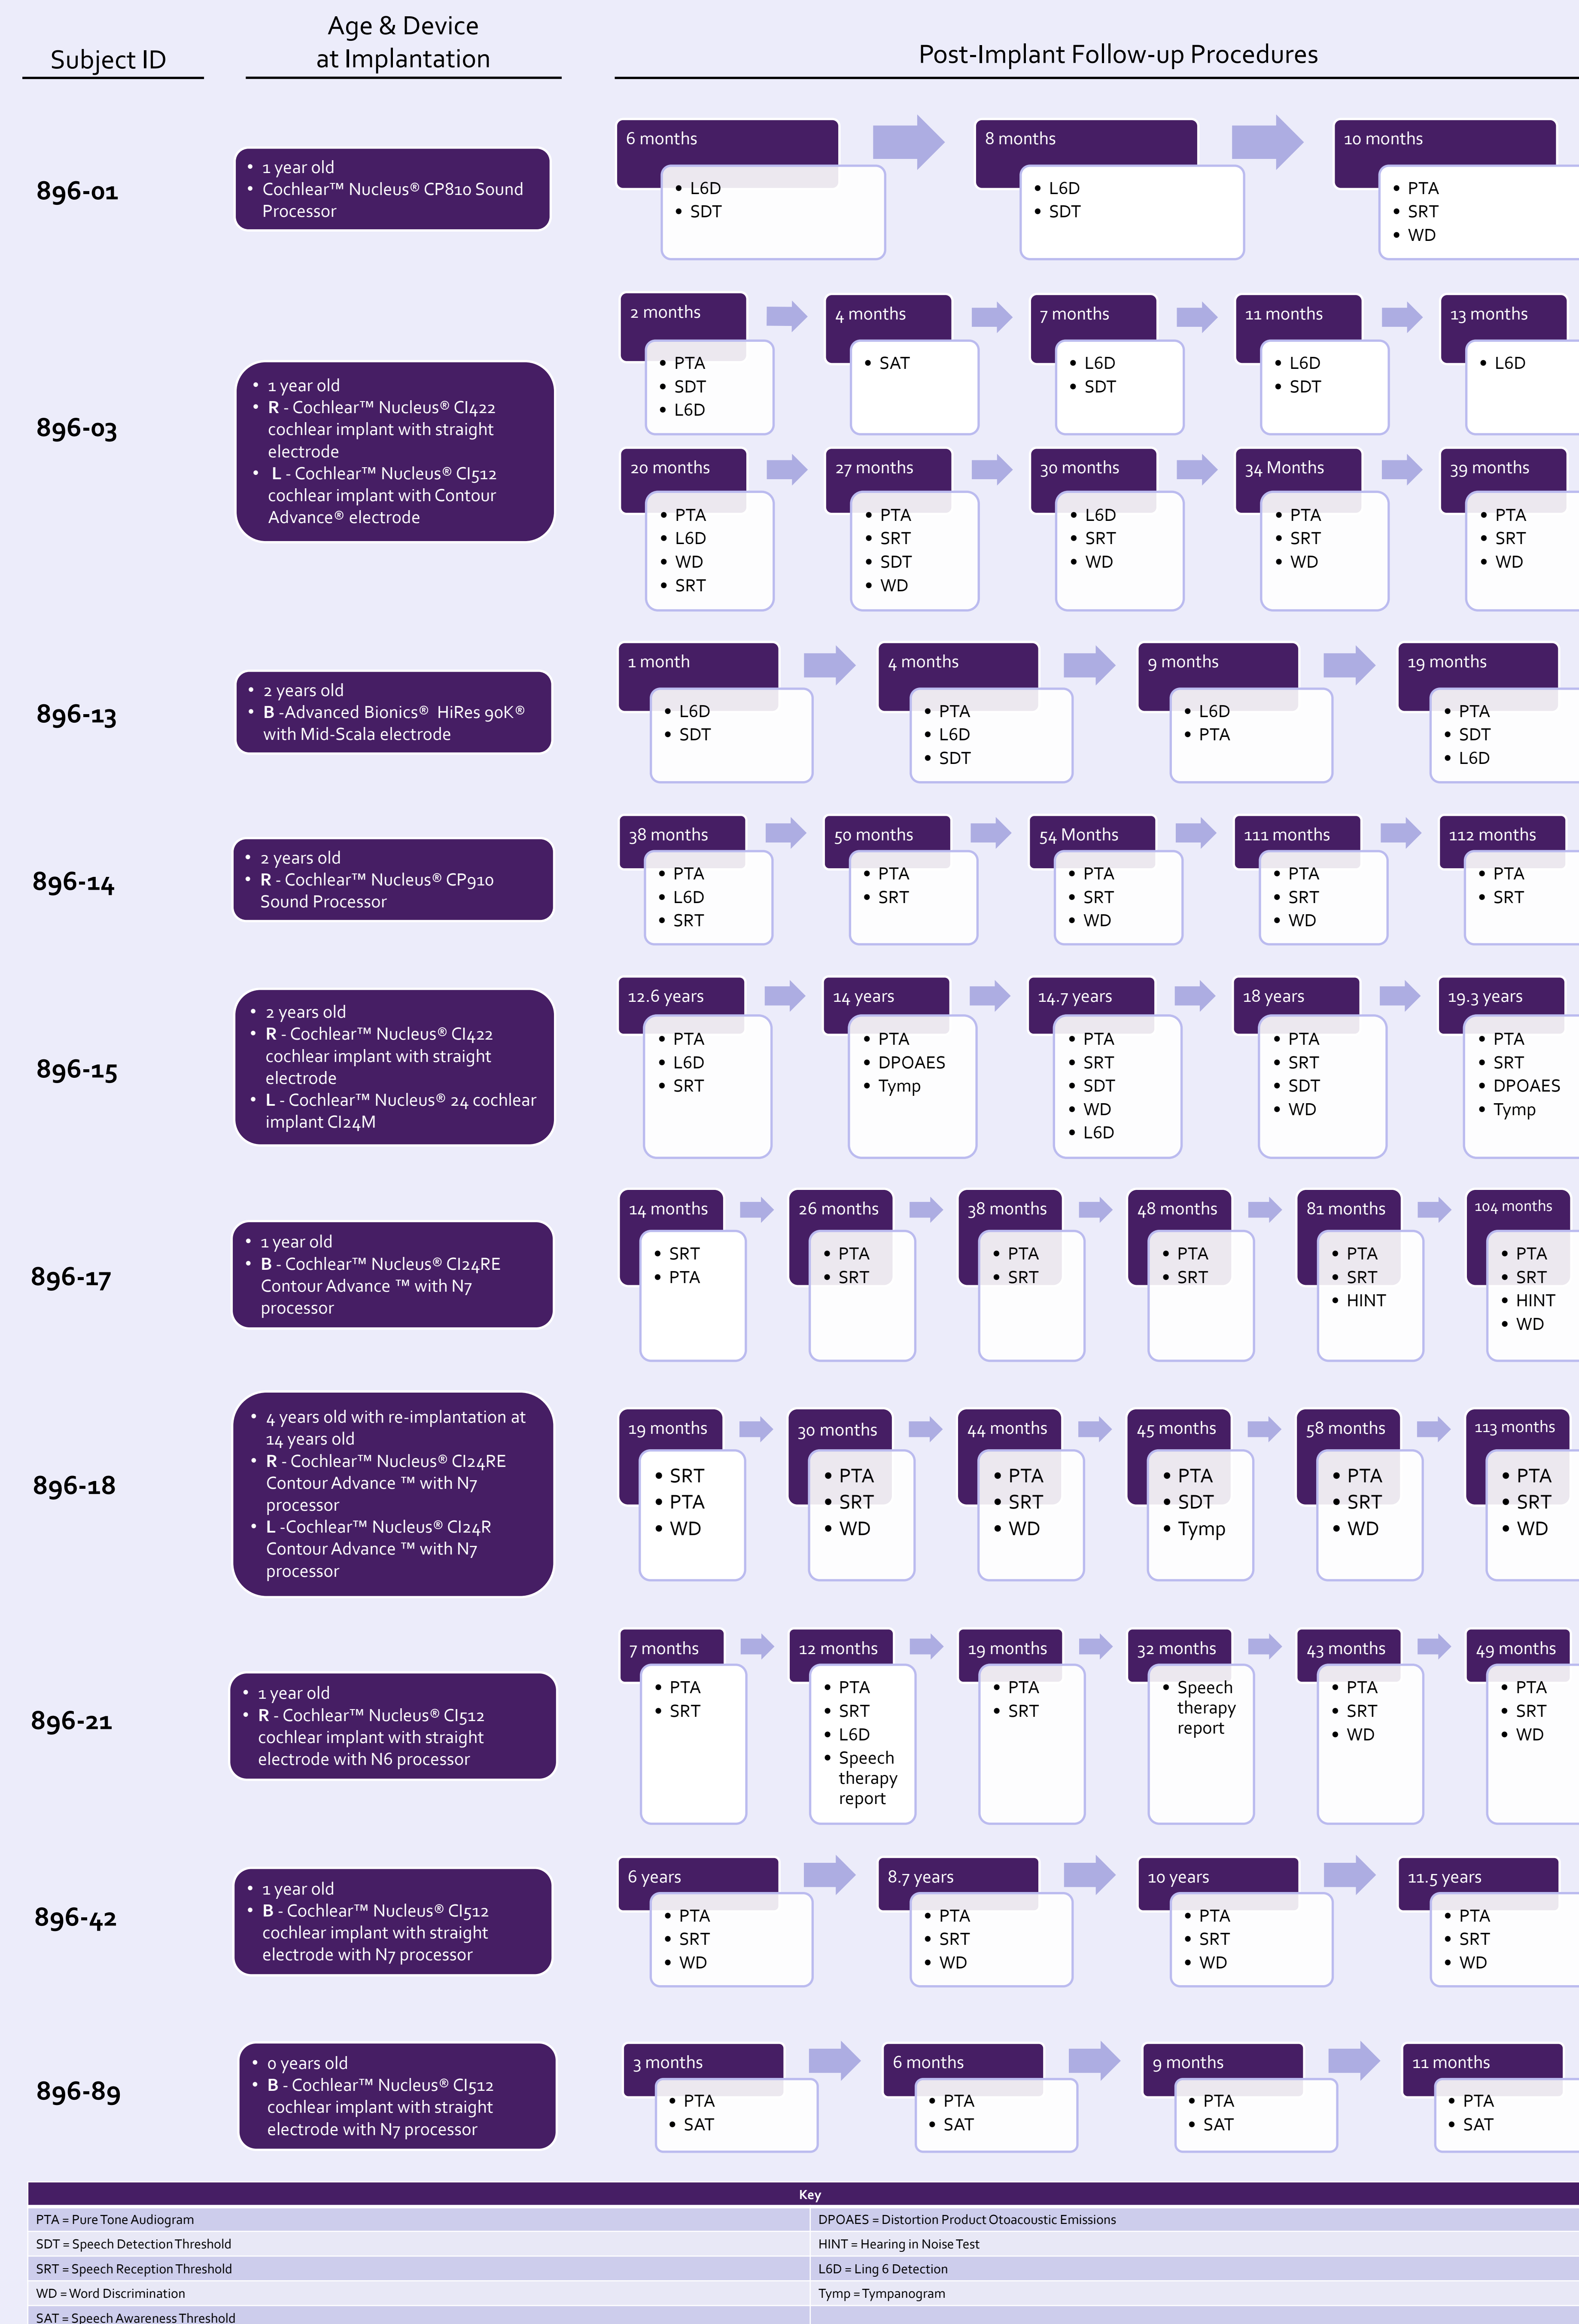 Subject ID
Age & Device
at Implantation
Post-Implant Follow-up Procedures
896-01
• 1 year old
• Cochlear™ Nucleus® CP810 Sound
Processor
6 months
• L6D
• SDT
8 months
• L6D
• SDT
10 months
• PTA
• SRT
• WD
896-03
• 1 year old
• R - Cochlear™ Nucleus® CI422
cochlear implant with straight
electrode
• L - Cochlear™ Nucleus® CI512
cochlear implant with Contour
Advance® electrode
2 months
• PTA
• SDT
• L6D
4 months
• SAT
7 months
• L6D
• SDT
11 months
• L6D
• SDT
13 months
• L6D
20 months
• PTA
• L6D
• WD
• SRT
27 months
• PTA
• SRT
• SDT
• WD
30 months
• L6D
• SRT
• WD
34 Months
• PTA
• SRT
• WD
39 months
• PTA
• SRT
• WD
896-13
• 2 years old
• B -Advanced Bionics® HiRes 90K®
with Mid-Scala electrode
1 month
• L6D
• SDT
4 months
• PTA
• L6D
• SDT
9 months
• L6D
• PTA
19 months
• PTA
• SDT
• L6D
896-14
• 2 years old
• R - Cochlear™ Nucleus® CP910
Sound Processor
38 months
• PTA
• L6D
• SRT
50 months
• PTA
• SRT
54 Months
• PTA
• SRT
• WD
111 months
• PTA
• SRT
• WD
112 months
• PTA
• SRT
896-15
• 2 years old
• R - Cochlear™ Nucleus® CI422
cochlear implant with straight
electrode
• L - Cochlear™ Nucleus® 24 cochlear
implant CI24M
12.6 years
• PTA
• L6D
• SRT
14 years
• PTA
• DPOAES
• Tymp
14.7 years
• PTA
• SRT
• SDT
• WD
• L6D
18 years
• PTA
• SRT
• SDT
• WD
19.3 years
• PTA
• SRT
• DPOAES
• Tymp
896-17
• 1 year old
• B - Cochlear™ Nucleus® CI24RE
Contour Advance ™ with N7
processor
14 months
• SRT
• PTA
26 months
• PTA
• SRT
38 months
• PTA
• SRT
48 months
• PTA
• SRT
81 months
• PTA
• SRT
• HINT
104 months
• PTA
• SRT
• HINT
• WD
896-18
• 4 years old with re-implantation at
14 years old
• R - Cochlear™ Nucleus® CI24RE
Contour Advance ™ with N7
processor
• L -Cochlear™ Nucleus® CI24R
Contour Advance ™ with N7
processor
19 months
• SRT
• PTA
• WD
30 months
• PTA
• SRT
• WD
44 months
• PTA
• SRT
• WD
45 months
• PTA
• SDT
• Tymp
58 months
• PTA
• SRT
• WD
113 months
• PTA
• SRT
• WD
896-21
• 1 year old
• R - Cochlear™ Nucleus® CI512
cochlear implant with straight
electrode with N6 processor
7 months
• PTA
• SRT
12 months
• PTA
• SRT
• L6D
• Speech
therapy
report
19 months
• PTA
• SRT
32 months
• Speech
therapy
report
43 months
• PTA
• SRT
• WD
49 months
• PTA
• SRT
• WD
896-42
• 1 year old
• B - Cochlear™ Nucleus® CI512
cochlear implant with straight
electrode with N7 processor
6 years
• PTA
• SRT
• WD
8.7 years
• PTA
• SRT
• WD
10 years
• PTA
• SRT
• WD
11.5 years
• PTA
• SRT
• WD
896-89
• 0 years old
• B - Cochlear™ Nucleus® CI512
cochlear implant with straight
electrode with N7 processor
3 months
• PTA
• SAT
6 months
• PTA
• SAT
9 months
• PTA
• SAT
11 months
• PTA
• SAT
Key
PTA = Pure Tone Audiogram
DPOAES = Distortion Product Otoacoustic Emissions
SDT = Speech Detection Threshold
HINT = Hearing in Noise Test
SRT = Speech Reception Threshold
L6D = Ling 6 Detection
WD = Word Discrimination
Tymp = Tympanogram
SAT = Speech Awareness Threshold